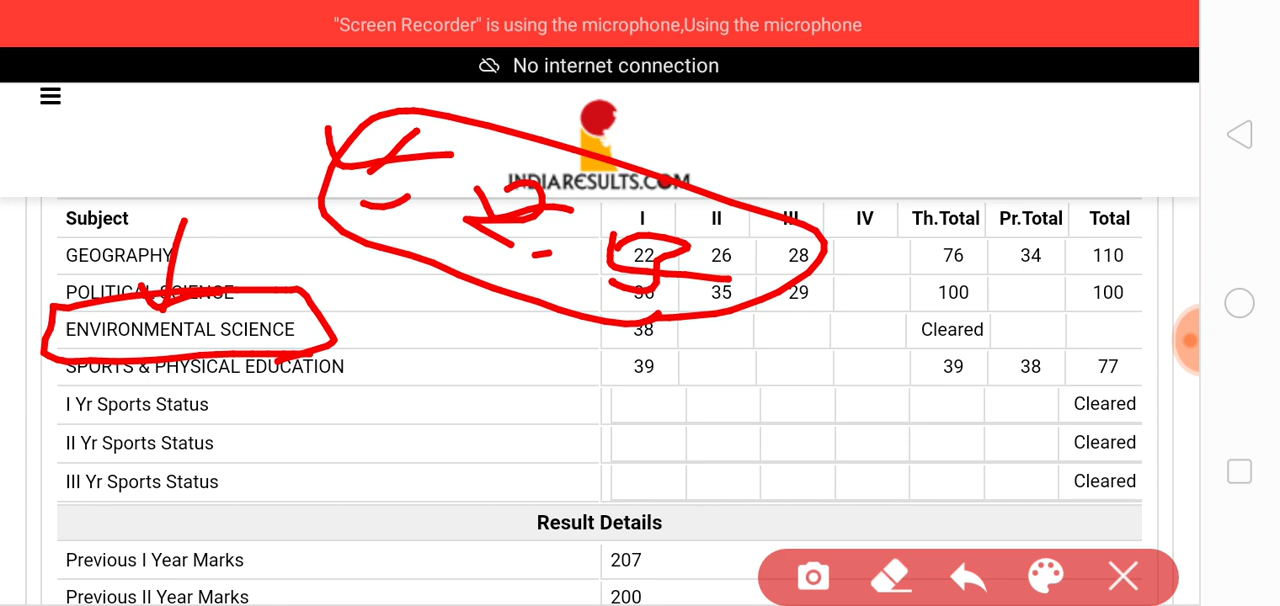 "Screen Recorder" is using the microphone,Using the microphone
No internet connection
INDIARESULTS.COM
Subject I II III IV Th.Total Pr.Total Total
GEOGRAPHY 22 26 28 76 34 110
POLITICAL SCIENCE 36 35 29 100 100
ENVIRONMENTAL SCIENCE 38 Cleared
SPORTS & PHYSICAL EDUCATION 39 39 38 77
I Yr Sports Status Cleared
II Yr Sports Status Cleared
III Yr Sports Status Cleared
Result Details
Previous I Year Marks 207
Previous II Year Marks 200